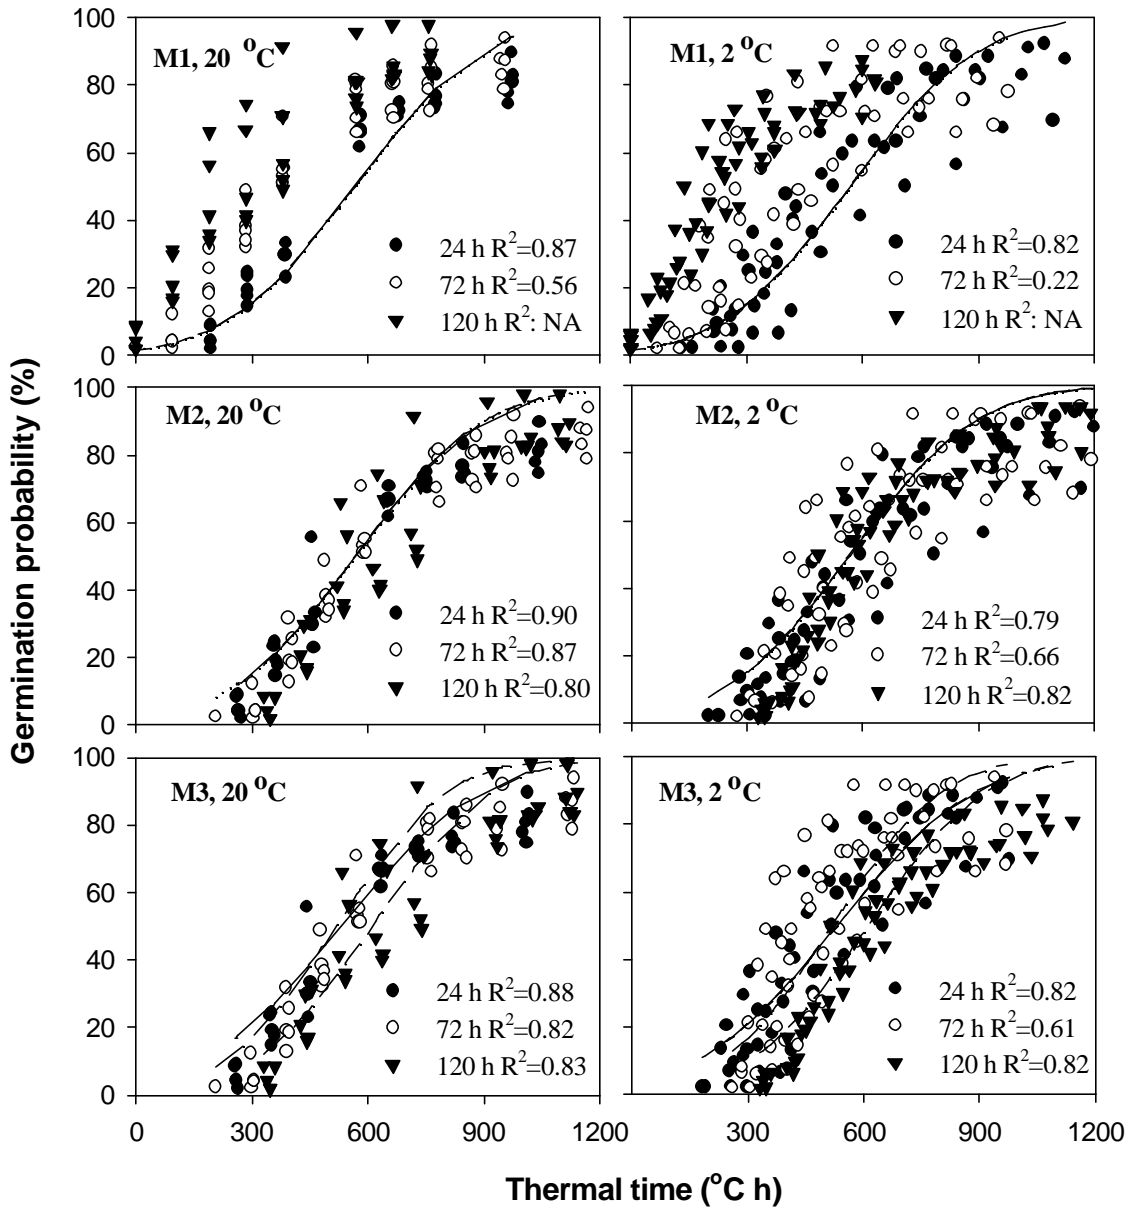 Germination probability (%)
100
80
60
40
20
0
M1, 20 °C
24 h R²=0.87
72 h R²=0.56
120 h R²: NA
M1, 2 °C
24 h R²=0.82
72 h R²=0.22
120 h R²: NA
100
80
60
40
20
0
M2, 20 °C
24 h R²=0.90
72 h R²=0.87
120 h R²=0.80
M2, 2 °C
24 h R²=0.79
72 h R²=0.66
120 h R²=0.82
100
80
60
40
20
0
M3, 20 °C
24 h R²=0.88
72 h R²=0.82
120 h R²=0.83
M3, 2 °C
24 h R²=0.82
72 h R²=0.61
120 h R²=0.82
0 300 600 900 1200
300 600 900 1200
Thermal time (°C h)